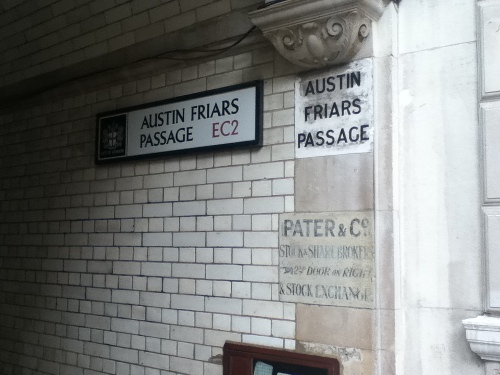 AUSTIN FRIARS
PASSAGE EC2
AUSTIN
FRIARS
PASSAGE
PATER & Cº
STOCK & SHARE BROKERS
2ND DOOR ON RIGHT
& STOCK EXCHANGE